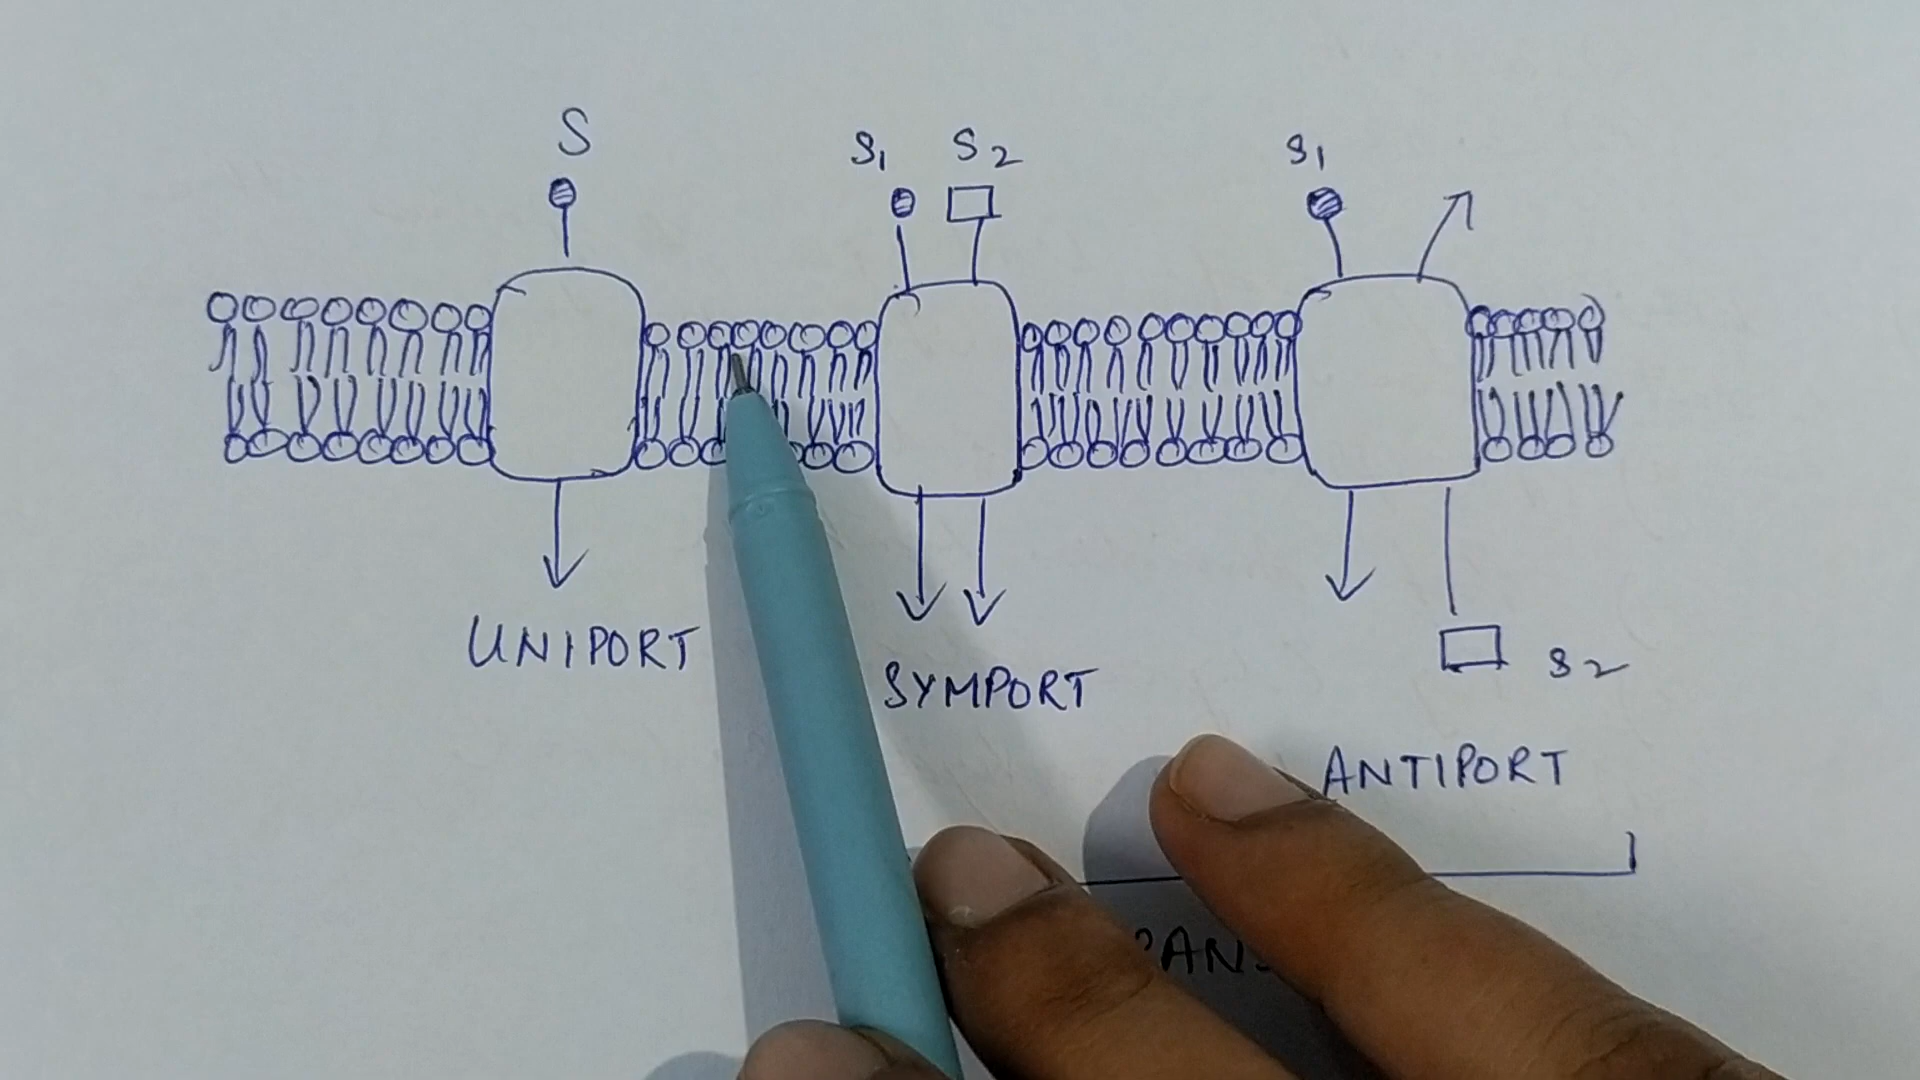 S
S1 S2
S1
UNIPORT
S2
SYMPORT
ANTIPORT